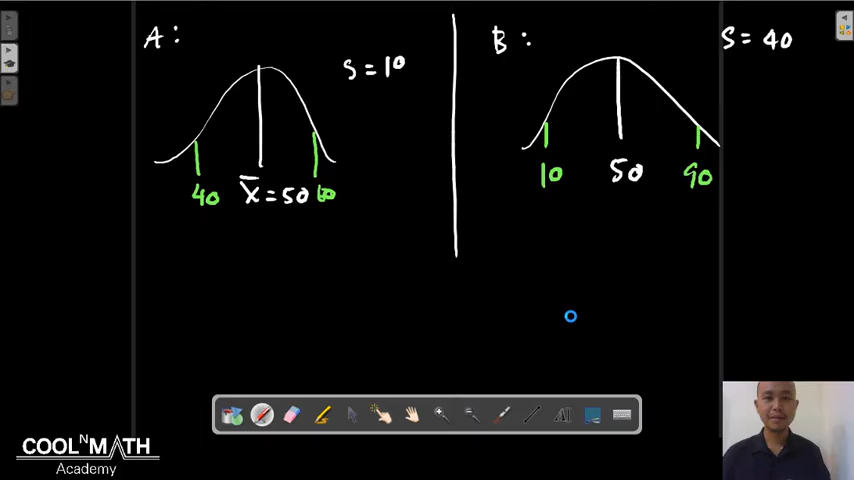 A:
S = 10
40 X̄ = 50 60
B:
S = 40
10 50 90
COOL N MATH
Academy